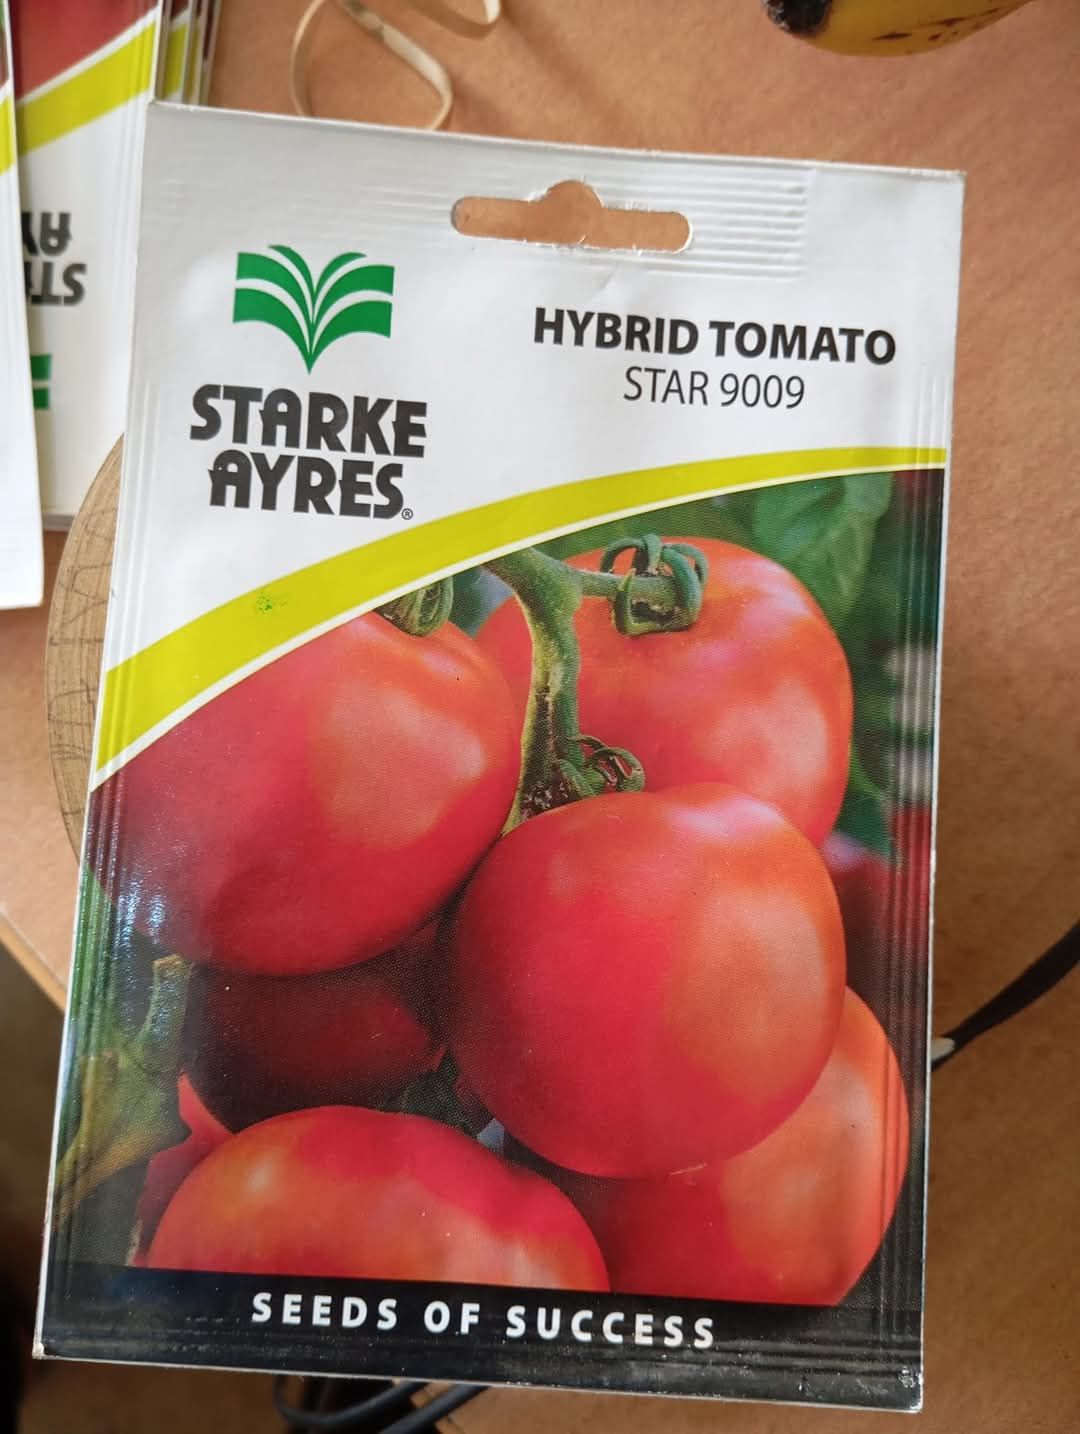 STARKE
AYRES®
HYBRID TOMATO
STAR 9009
SEEDS OF SUCCESS